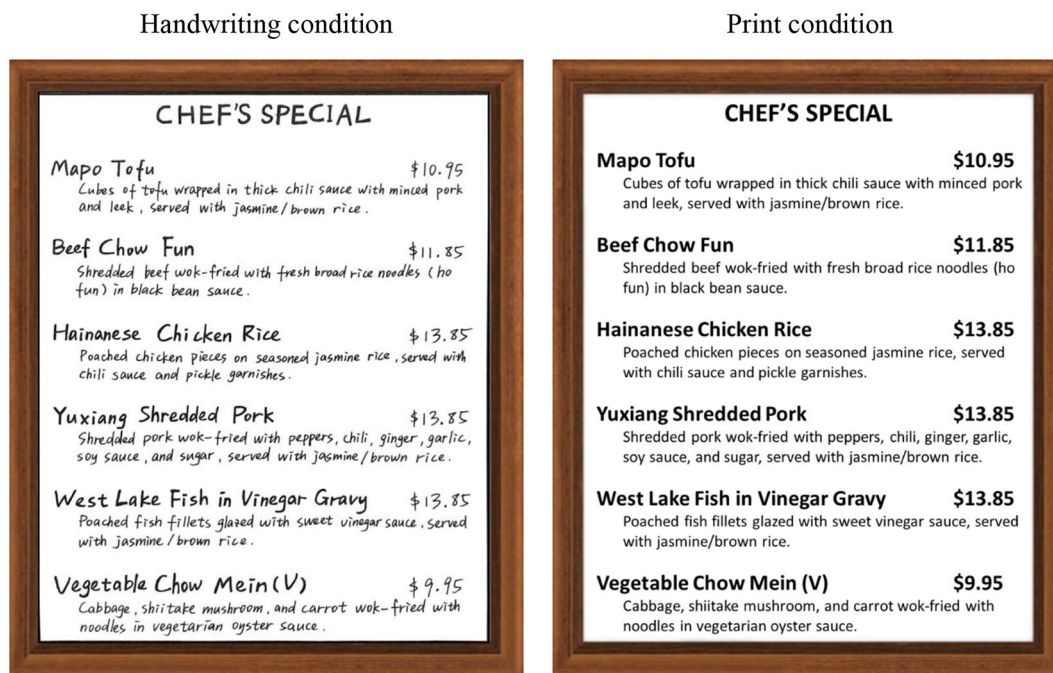 Handwriting condition
CHEF'S SPECIAL
Mapo Tofu $10.95
Cubes of tofu wrapped in thick chili sauce with minced pork
and leek, served with jasmine/brown rice.
Beef Chow Fun $11.85
Shredded beef wok-fried with fresh broad rice noodles (ho
fun) in black bean sauce.
Hainanese Chicken Rice $13.85
Poached chicken pieces on seasoned jasmine rice, served with
chili sauce and pickle garnishes.
Yuxiang Shredded Pork $13.85
Shredded pork wok-fried with peppers, chili, ginger, garlic,
soy sauce, and sugar, served with jasmine/brown rice.
West Lake Fish in Vinegar Gravy $13.85
Poached fish fillets glazed with sweet vinegar sauce, served
with jasmine/brown rice.
Vegetable Chow Mein (V) $9.95
Cabbage, shiitake mushroom, and carrot wok-fried with
noodles in vegetarian oyster sauce.
Print condition
CHEF'S SPECIAL
Mapo Tofu $10.95
Cubes of tofu wrapped in thick chili sauce with minced pork
and leek, served with jasmine/brown rice.
Beef Chow Fun $11.85
Shredded beef wok-fried with fresh broad rice noodles (ho
fun) in black bean sauce.
Hainanese Chicken Rice $13.85
Poached chicken pieces on seasoned jasmine rice, served
with chili sauce and pickle garnishes.
Yuxiang Shredded Pork $13.85
Shredded pork wok-fried with peppers, chili, ginger, garlic,
soy sauce, and sugar, served with jasmine/brown rice.
West Lake Fish in Vinegar Gravy $13.85
Poached fish fillets glazed with sweet vinegar sauce, served
with jasmine/brown rice.
Vegetable Chow Mein (V) $9.95
Cabbage, shiitake mushroom, and carrot wok-fried with
noodles in vegetarian oyster sauce.